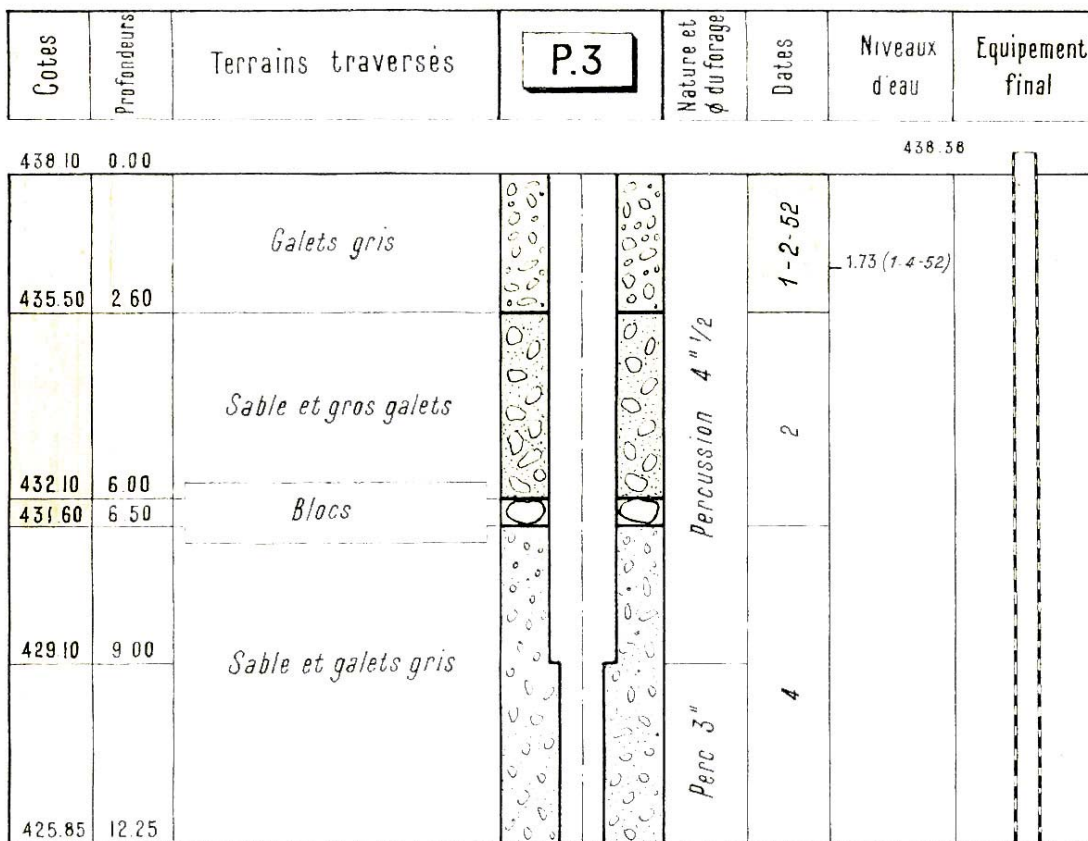 Cotes
Profondeurs
Terrains traversés
P.3
Nature et
ϕ du forage
Dates
Niveaux
d'eau
Equipement
final
438.38
438 10 0.00
Galets gris
1-2-52
1.73 (1-4-52)
435.50 2 60
Percussion 4" 1/2
Sable et gros galets
2
432.10 6.00
431.60 6 50
Blocs
429.10 9 00
Sable et galets gris
4
Perc 3"
425.85 12.25